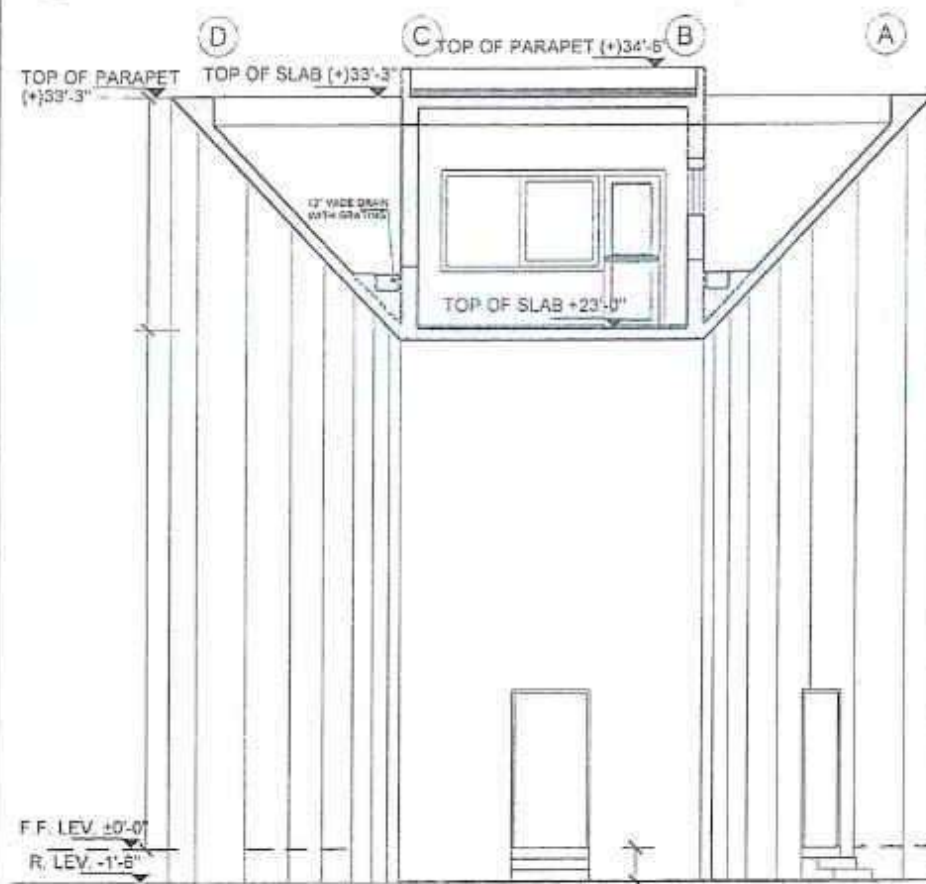 D
C
B
A
TOP OF PARAPET (+)34'-6"
TOP OF PARAPET
(+)33'-3"
TOP OF SLAB (+)33'-3"
12" WIDE DRAIN
WITH GRATING
TOP OF SLAB +23'-0"
F.F. LEV. ±0'-0"
R. LEV. -1'-6"